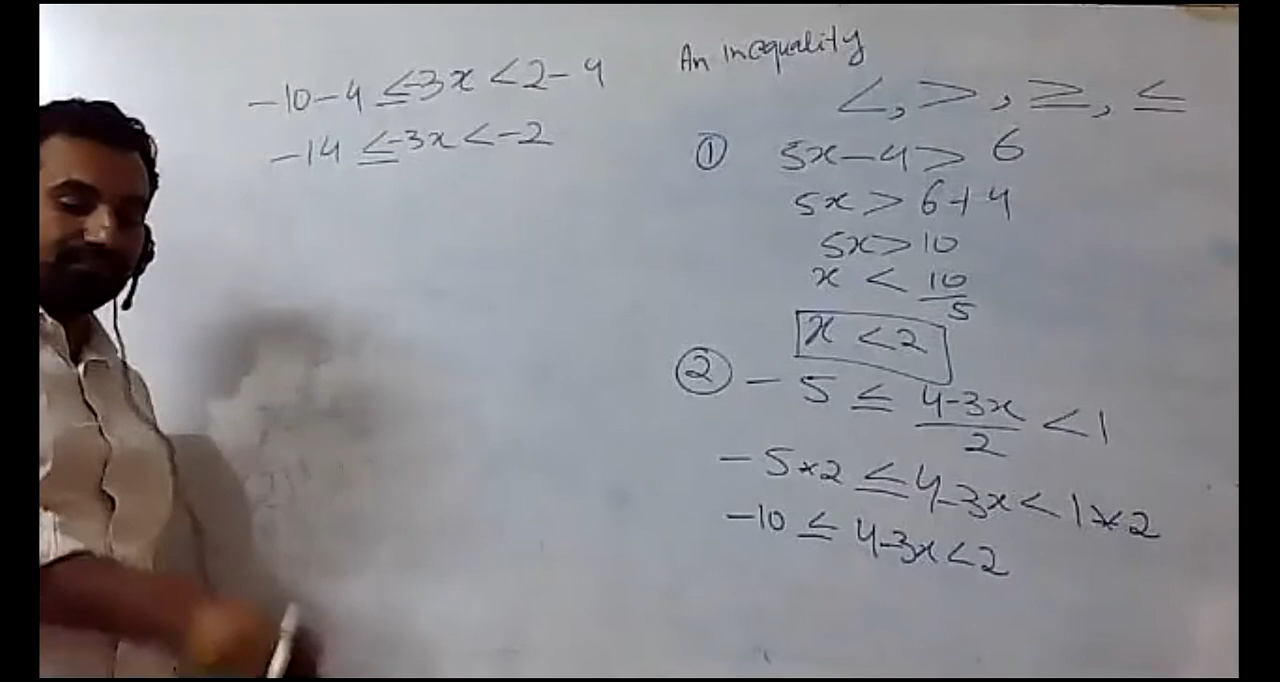 An inequality
<, >, ≥, ≤
① 5x-4 > 6
5x > 6+4
5x > 10
x < 10/5
x < 2
② -5 ≤ (4-3x)/2 < 1
-5×2 ≤ 4-3x < 1×2
-10 ≤ 4-3x < 2
-10-4 ≤ -3x < 2-4
-14 ≤ -3x < -2